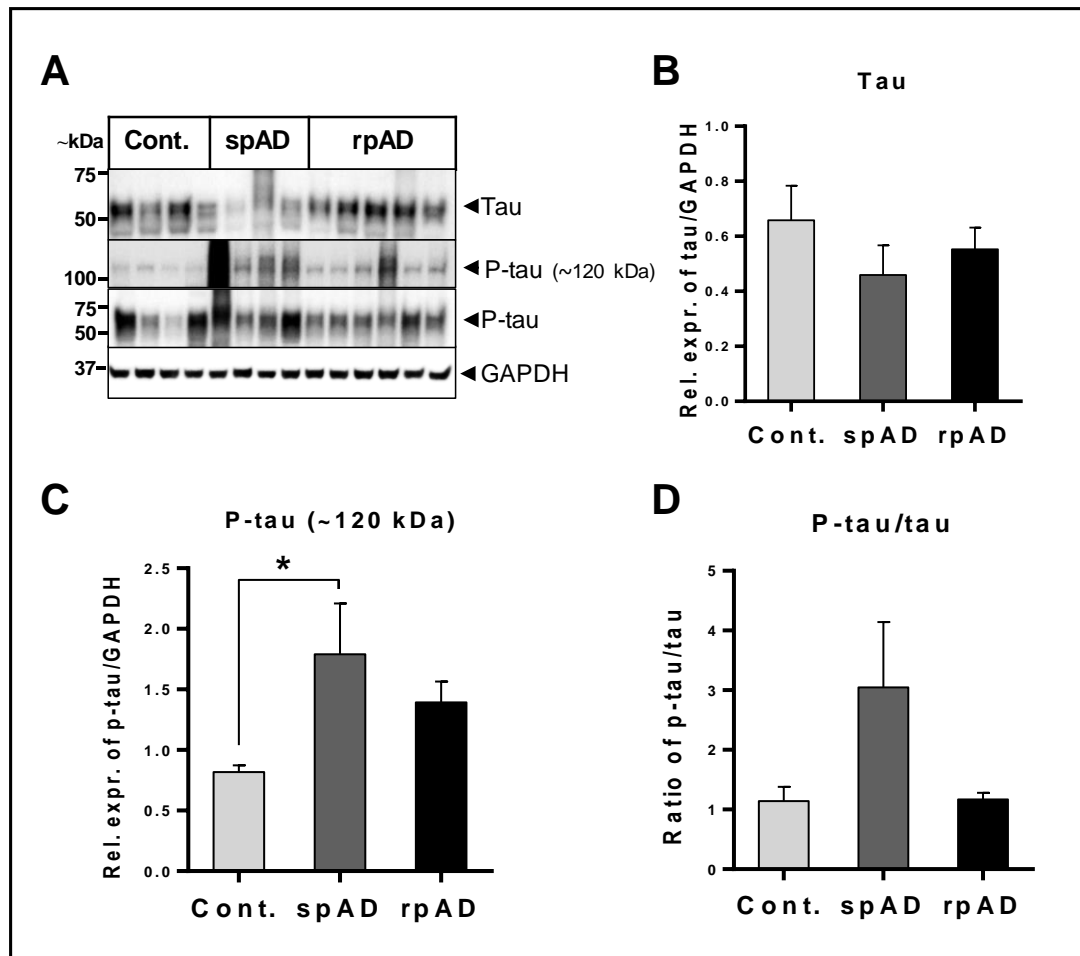 A
~kDa
Cont. spAD rpAD
75
50
Tau
100
P-tau (~120 kDa)
75
50
P-tau
37
GAPDH
B
Tau
Rel. expr. of tau/GAPDH
1.0
0.8
0.6
0.4
0.2
0.0
Cont. spAD rpAD
C
P-tau (~120 kDa)
Rel. expr. of p-tau/GAPDH
2.5
2.0
1.5
1.0
0.5
0.0
*
Cont. spAD rpAD
D
P-tau/tau
Ratio of p-tau/tau
5
4
3
2
1
0
Cont. spAD rpAD